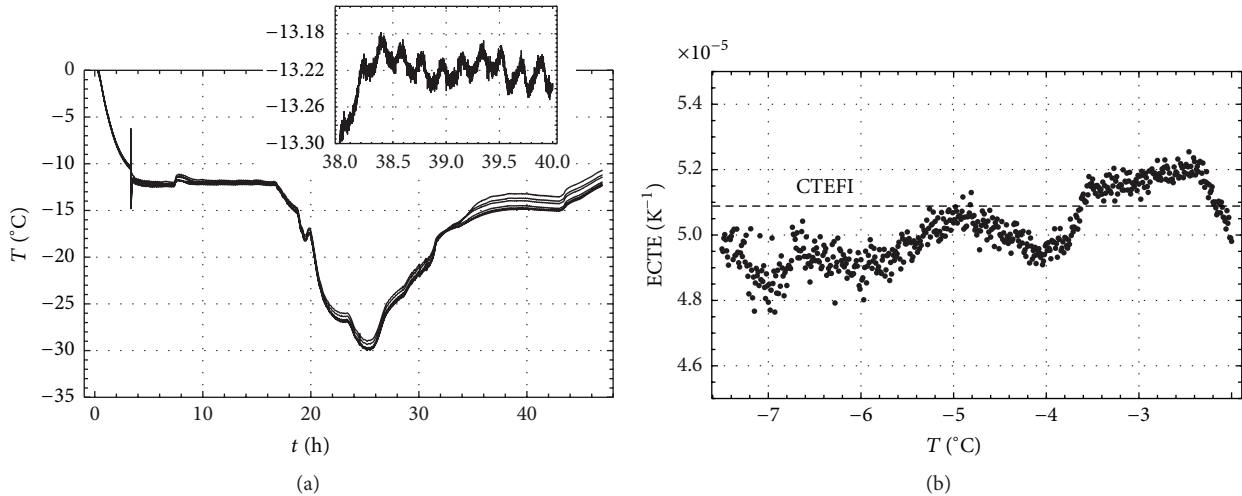 −13.18
−13.22
−13.26
−13.30
38.0 38.5 39.0 39.5 40.0
0
−5
−10
−15
−20
−25
−30
−35
T (°C)
0 10 20 30 40
t (h)
(a)
×10⁻⁵
5.4
5.2
5.0
4.8
4.6
ECTE (K⁻¹)
CTEFI
−7 −6 −5 −4 −3
T (°C)
(b)